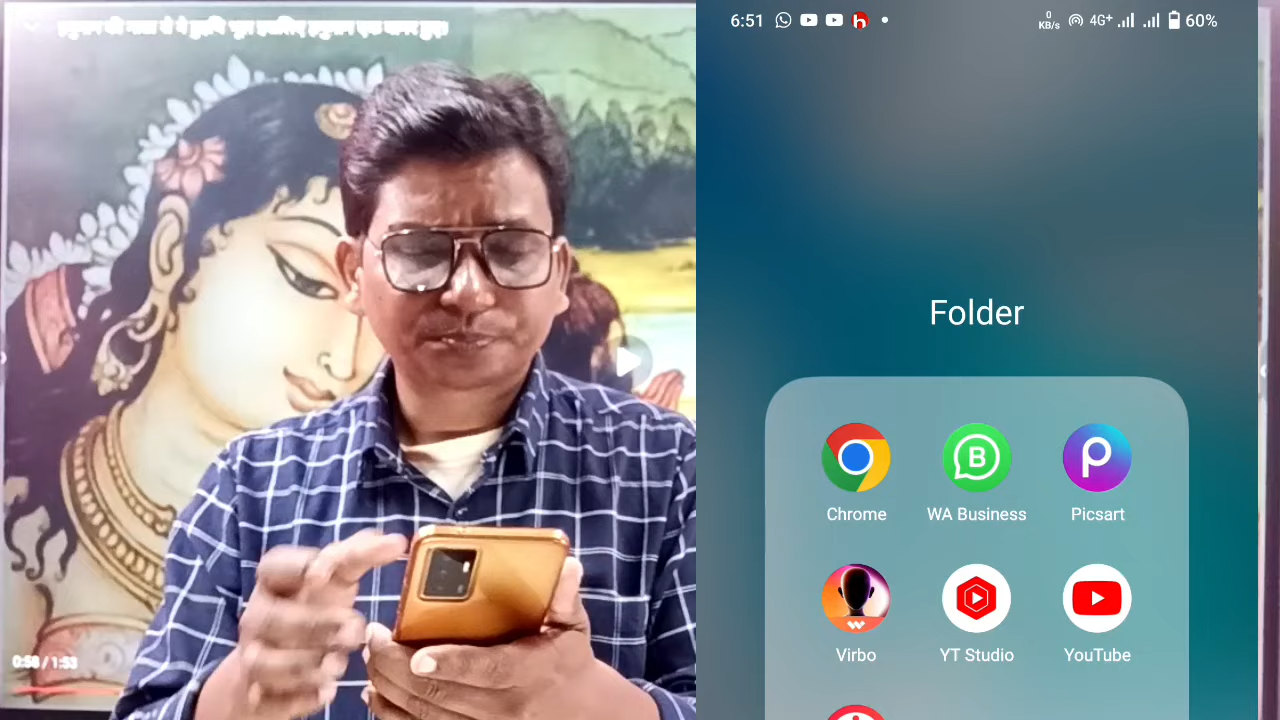 6:51
0
KB/s
4G+
60%
Folder
B
Chrome
WA Business
Picsart
Virbo
YT Studio
YouTube
0:58 / 1:53